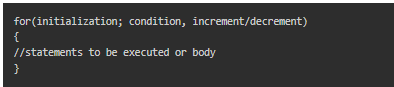 for(initialization; condition, increment/decrement)
{
//statements to be executed or body
}